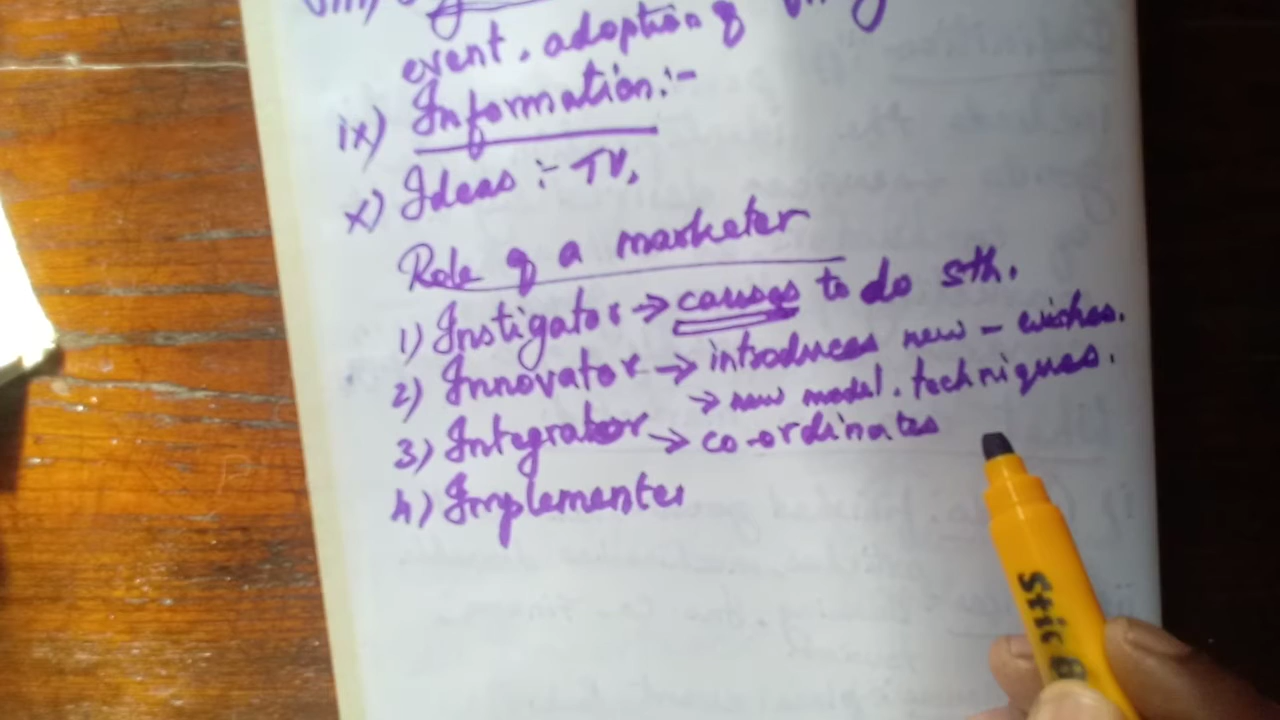 event. adoption of
ix) Information:-
x) Ideas :- TV,
Role of a marketer
1) Instigator → causes to do sth.
2) Innovator → introduces new - wishes.
→ new model. techniques.
3) Integrator → co-ordinates
4) Implementer
Stic